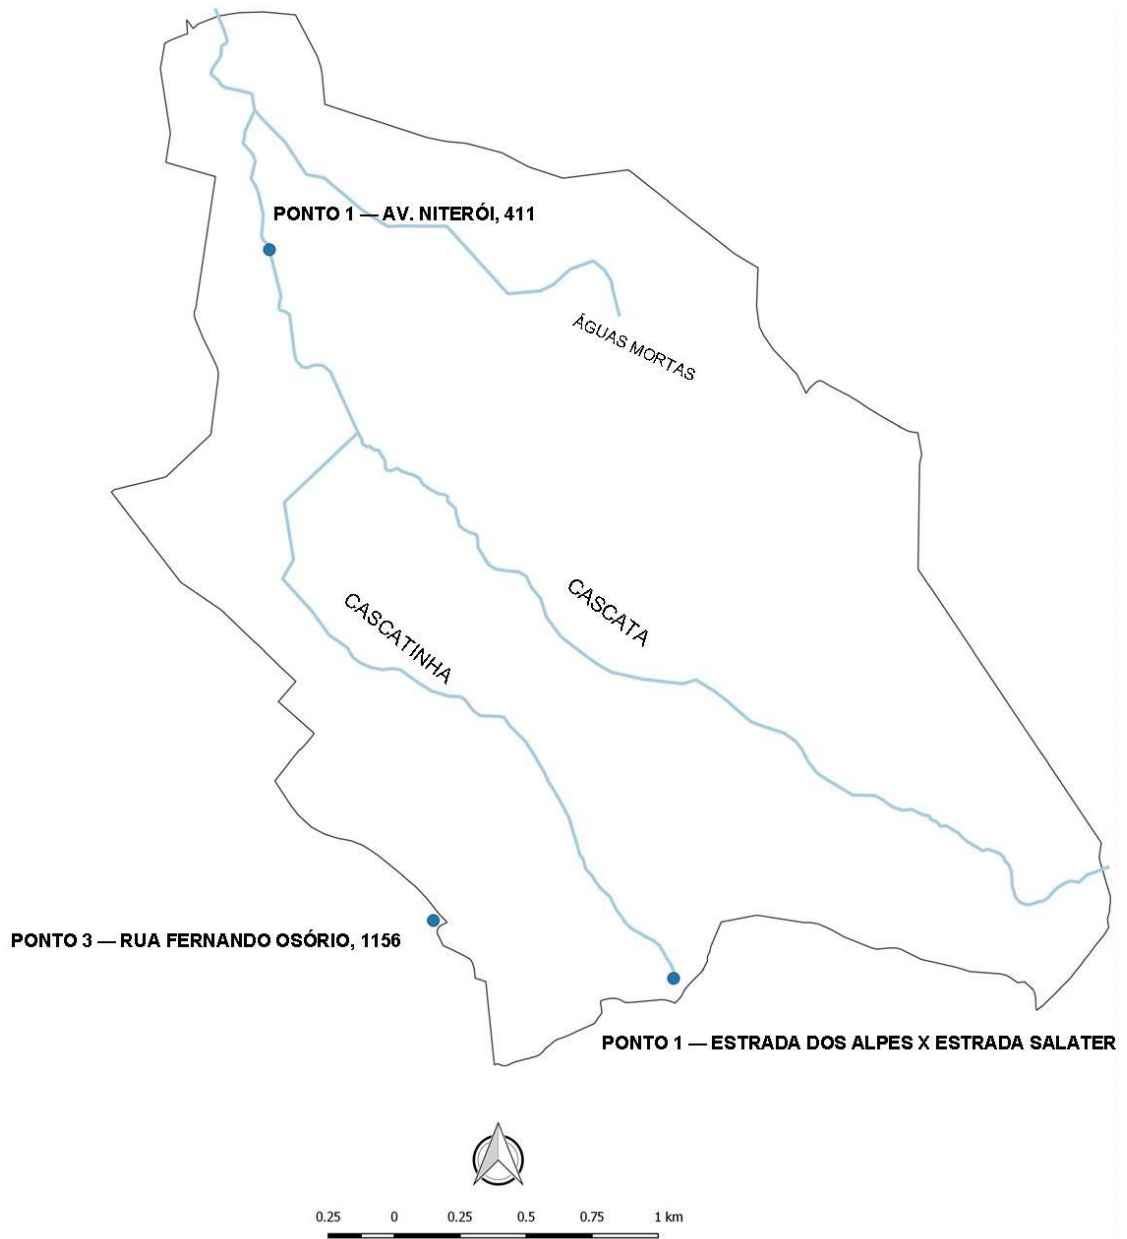 PONTO 1 — AV. NITERÓI, 411
ÁGUAS MORTAS
CASCATA
CASCATINHA
PONTO 3 — RUA FERNANDO OSÓRIO, 1156
PONTO 1 — ESTRADA DOS ALPES X ESTRADA SALATER
0.25 0 0.25 0.5 0.75 1 km